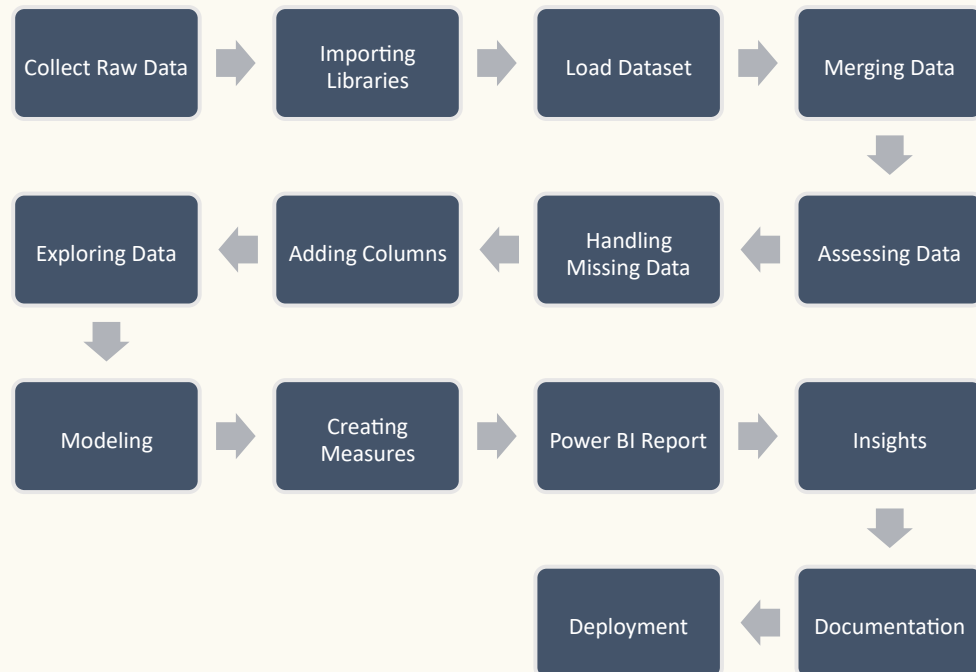 Collect Raw Data
Importing
Libraries
Load Dataset
Merging Data
Assessing Data
Handling
Missing Data
Adding Columns
Exploring Data
Modeling
Creating
Measures
Power BI Report
Insights
Documentation
Deployment